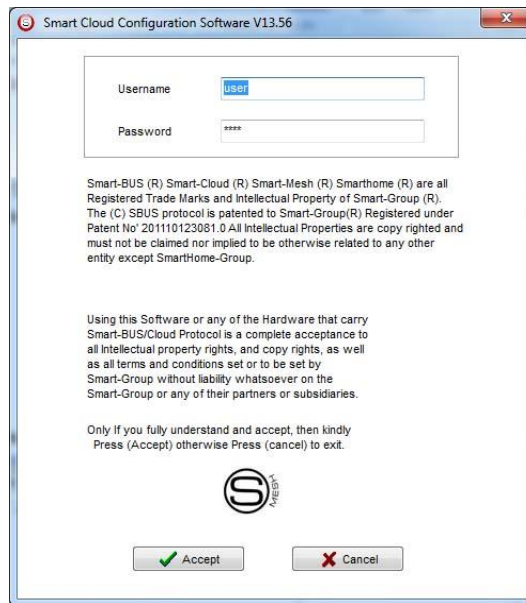 Smart Cloud Configuration Software V13.56
Username
user
Password
****
Smart-BUS (R) Smart-Cloud (R) Smart-Mesh (R) Smarthome (R) are all
Registered Trade Marks and Intellectual Property of Smart-Group (R).
The (C) SBUS protocol is patented to Smart-Group(R) Registered under
Patent No' 201110123081.0 All Intellectual Properties are copy righted and
must not be claimed nor implied to be otherwise related to any other
entity except SmartHome-Group.
Using this Software or any of the Hardware that carry
Smart-BUS/Cloud Protocol is a complete acceptance to
all Intellectual property rights, and copy rights, as well
as all terms and conditions set or to be set by
Smart-Group without liability whatsoever on the
Smart-Group or any of their partners or subsidiaries.
Only If you fully understand and accept, then kindly
Press (Accept) otherwise Press (cancel) to exit.
S MESH
Accept
Cancel